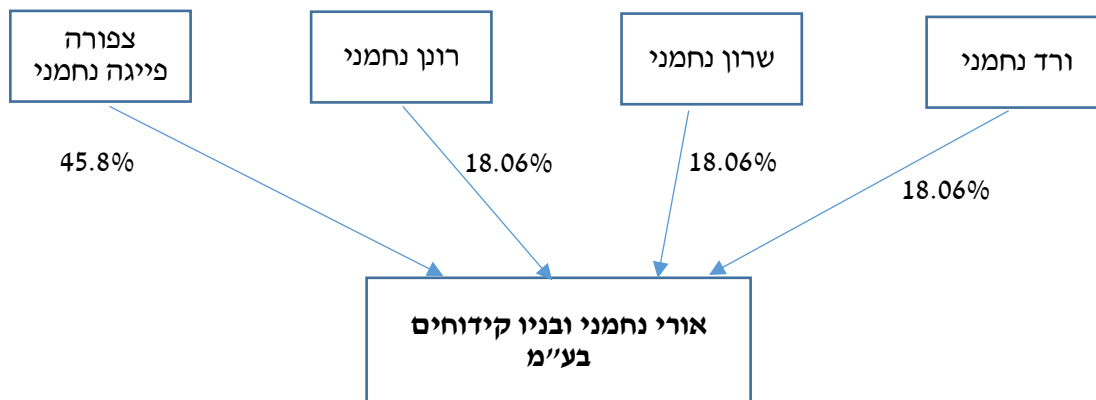 ורד נחמני
שרון נחמני
רונן נחמני
צפורה
פייגה נחמני
18.06%
18.06%
18.06%
45.8%
אורי נחמני ובניו קידוחים
בע״מ